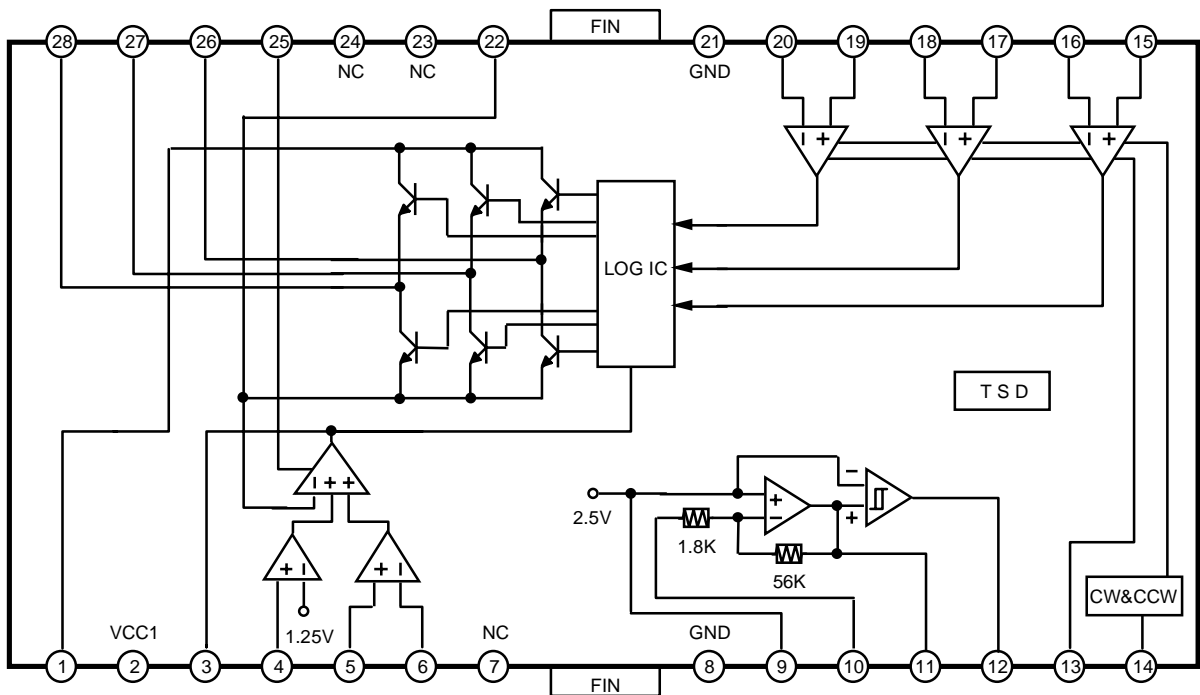 FIN
28 27 26 25 24 23 22 21 20 19 18 17 16 15
NC NC GND
I + I + I +
LOG IC
T S D
I + +
2.5V
+
−
−
+
1.8K
56K
+ I + I
1.25V
CW&CCW
VCC1 NC GND
1 2 3 4 5 6 7 8 9 10 11 12 13 14
FIN